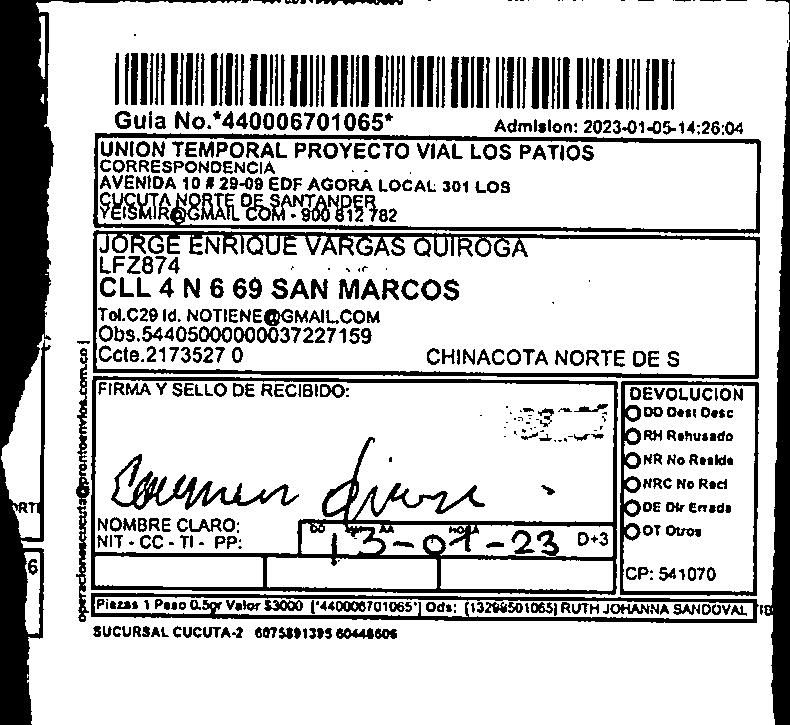 Guia No.*440006701065*
Admision: 2023-01-05-14:26:04
UNION TEMPORAL PROYECTO VIAL LOS PATIOS
CORRESPONDENCIA
AVENIDA 10 # 29-09 EDF AGORA LOCAL 301 LOS
CUCUTA NORTE DE SANTANDER
YEISMIR@GMAIL COM - 900 812 782
JORGE ENRIQUE VARGAS QUIROGA
LFZ874
CLL 4 N 6 69 SAN MARCOS
Tel.C29 Id. NOTIENE@GMAIL.COM
Obs.54405000000037227159
Ccte.2173527 0 CHINACOTA NORTE DE S
operacionescucuta@prontoenvios.com.co
FIRMA Y SELLO DE RECIBIDO:
Carmen
NOMBRE CLARO:
NIT - CC - TI - PP:
DD MM AA HORA
13-01-23 D+3
DEVOLUCION
DD Dest Desc
RH Rehusado
NR No Reside
NRC No Recl
DE Dir Errada
OT Otros
CP: 541070
Piezas 1 Peso 0.5gr Valor $3000 [*440006701065*] Ods: [13298501065] RUTH JOHANNA SANDOVAL
SUCURSAL CUCUTA-2 6075891395 60448606